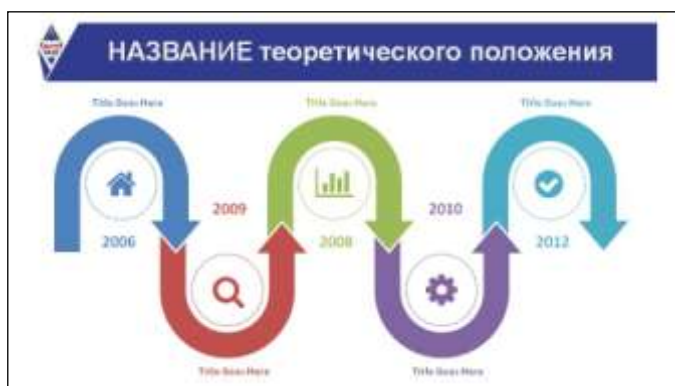 НАЗВАНИЕ теоретического положения
Title Goes Here
Title Goes Here
Title Goes Here
2009
2010
2006
2008
2012
Title Goes Here
Title Goes Here